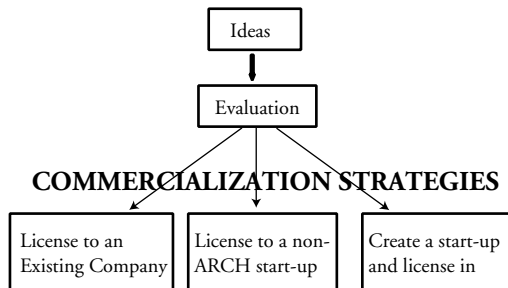 Ideas
Evaluation
COMMERCIALIZATION STRATEGIES
License to an
Existing Company
License to a non-
ARCH start-up
Create a start-up
and license in